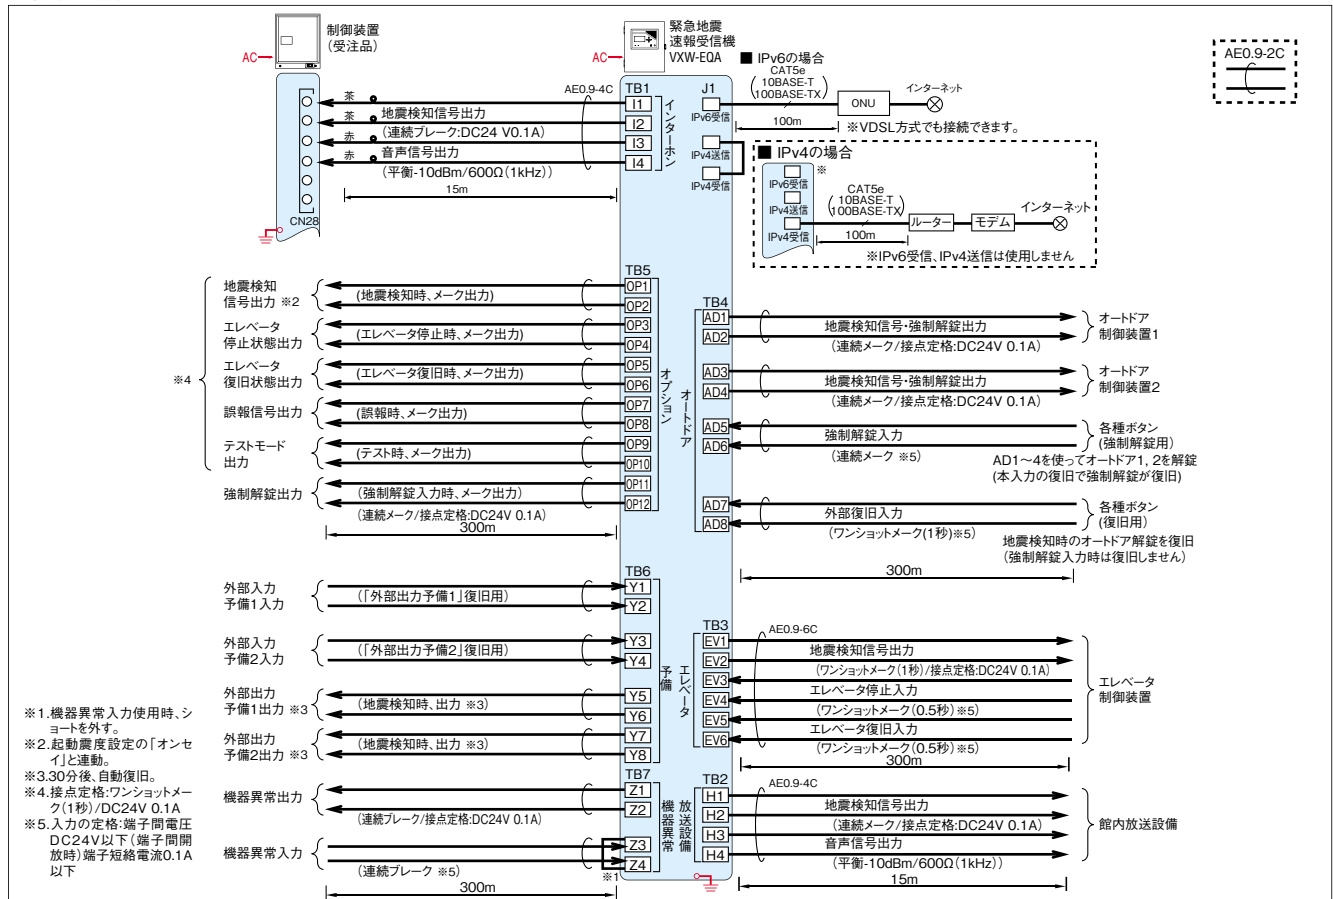 制御装置
(受注品)
AC
茶
茶
赤
赤
地震検知信号出力
(連続ブレーク:DC24 V0.1A)
音声信号出力
(平衡-10dBm/600Ω(1kHz))
15m
CN28
AE0.9-4C
緊急地震
速報受信機
VXW-EQA
AC
TB1
I1
I2
I3
I4
インターホン
J1
IPv6受信
IPv4送信
IPv4受信
■ IPv6の場合
CAT5e
(10BASE-T
100BASE-TX)
ONU
インターネット
100m
※VDSL方式でも接続できます。
■ IPv4の場合
IPv6受信
※
IPv4送信
IPv4受信
CAT5e
(10BASE-T
100BASE-TX)
ルーター
モデム
インターネット
100m
※IPv6受信、IPv4送信は使用しません
AE0.9-2C
※4
地震検知
信号出力 ※2
(地震検知時、メーク出力)
エレベータ
停止状態出力
(エレベータ停止時、メーク出力)
エレベータ
復旧状態出力
(エレベータ復旧時、メーク出力)
誤報信号出力
(誤報時、メーク出力)
テストモード
出力
(テスト時、メーク出力)
強制解錠出力
(強制解錠入力時、メーク出力)
(連続メーク/接点定格:DC24V 0.1A)
300m
TB5
OP1
OP2
OP3
OP4
OP5
OP6
OP7
OP8
OP9
OP10
OP11
OP12
オプション
TB4
AD1
AD2
AD3
AD4
AD5
AD6
AD7
AD8
オートドア
地震検知信号・強制解錠出力
(連続メーク/接点定格:DC24V 0.1A)
オートドア
制御装置1
地震検知信号・強制解錠出力
(連続メーク/接点定格:DC24V 0.1A)
オートドア
制御装置2
強制解錠入力
(連続メーク ※5)
各種ボタン
(強制解錠用)
AD1～4を使ってオートドア1, 2を解錠
(本入力の復旧で強制解錠が復旧)
外部復旧入力
(ワンショットメーク(1秒)※5)
各種ボタン
(復旧用)
地震検知時のオートドア解錠を復旧
(強制解錠入力時は復旧しません)
300m
外部入力
予備1入力
(「外部出力予備1」復旧用)
外部入力
予備2入力
(「外部出力予備2」復旧用)
外部出力
予備1出力 ※3
(地震検知時、出力 ※3)
外部出力
予備2出力 ※3
(地震検知時、出力 ※3)
TB6
Y1
Y2
Y3
Y4
Y5
Y6
Y7
Y8
予備
TB3
EV1
EV2
EV3
EV4
EV5
EV6
エレベータ
AE0.9-6C
地震検知信号出力
(ワンショットメーク(1秒)/接点定格:DC24V 0.1A)
エレベータ停止入力
(ワンショットメーク(0.5秒)※5)
エレベータ復旧入力
(ワンショットメーク(0.5秒)※5)
300m
エレベータ
制御装置
機器異常出力
(連続ブレーク/接点定格:DC24V 0.1A)
機器異常入力
(連続ブレーク ※5)
300m
TB7
Z1
Z2
Z3
Z4
※1
機器異常
TB2
H1
H2
H3
H4
放送設備
AE0.9-4C
地震検知信号出力
(連続メーク/接点定格:DC24V 0.1A)
音声信号出力
(平衡-10dBm/600Ω(1kHz))
15m
館内放送設備
※1.機器異常入力使用時、シ
ョートを外す。
※2.起動震度設定の「オンセ
イ」と連動。
※3.30分後、自動復旧。
※4.接点定格:ワンショットメー
ク(1秒)/DC24V 0.1A
※5.入力の定格:端子間電圧
DC24V以下(端子間開
放時)端子短絡電流0.1A
以下